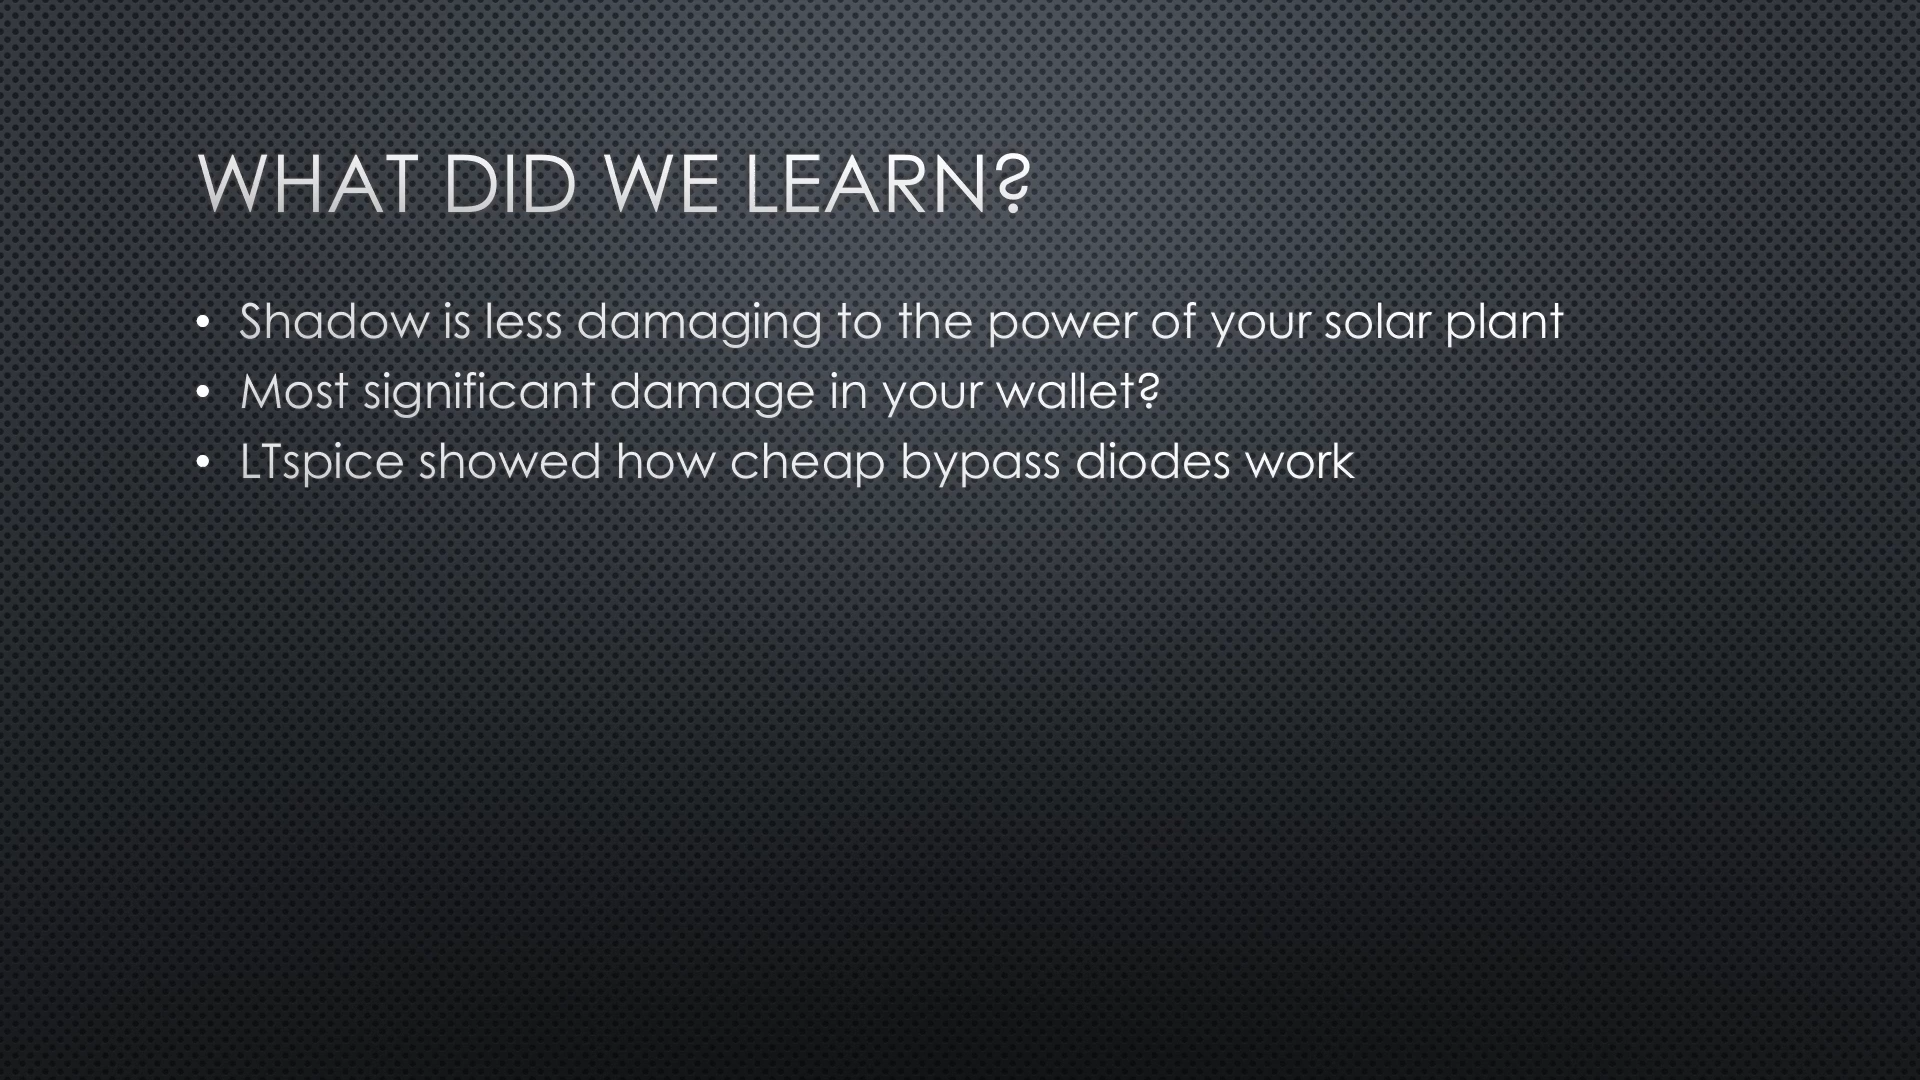 WHAT DID WE LEARN?
• Shadow is less damaging to the power of your solar plant
• Most significant damage in your wallet?
• LTspice showed how cheap bypass diodes work